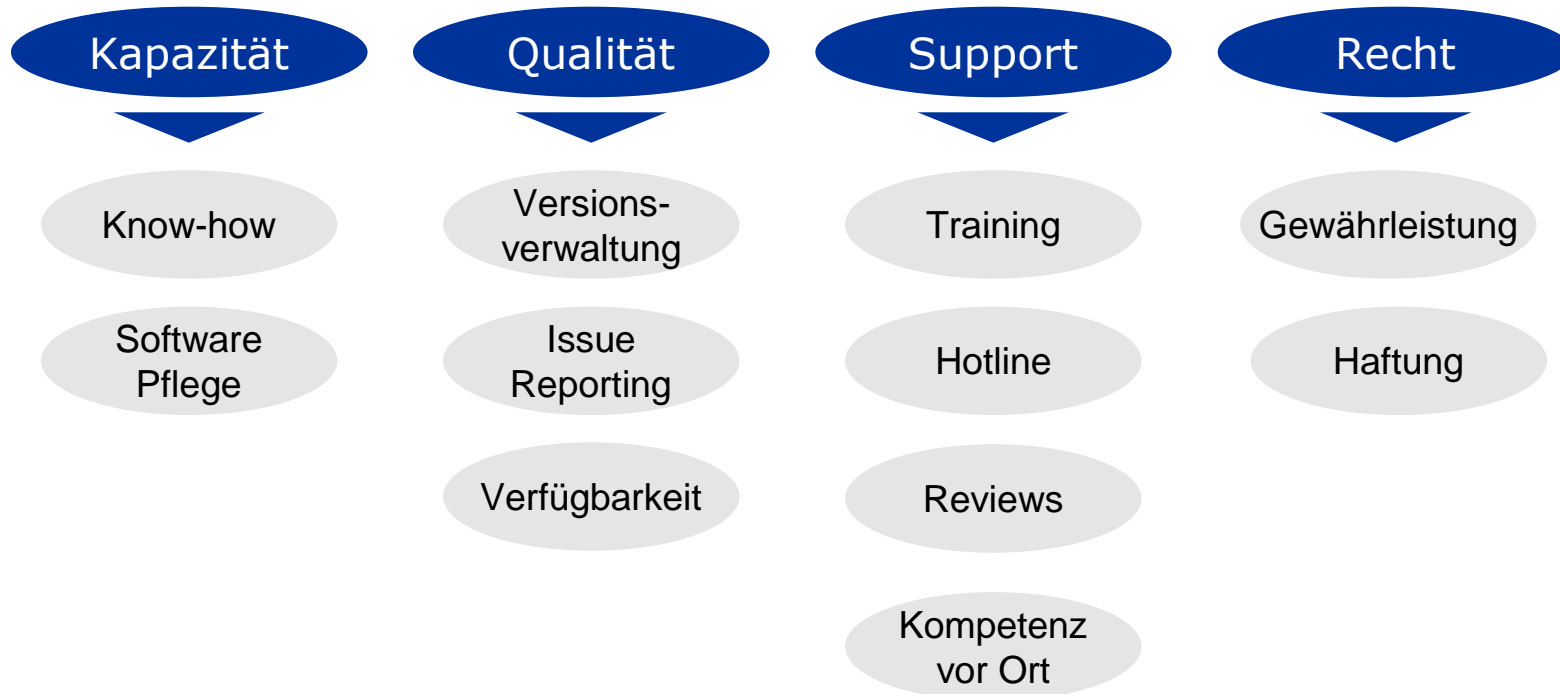 Kapazität
Qualität
Support
Recht
Know-how
Versions-
verwaltung
Training
Gewährleistung
Software
Pflege
Issue
Reporting
Hotline
Haftung
Verfügbarkeit
Reviews
Kompetenz
vor Ort